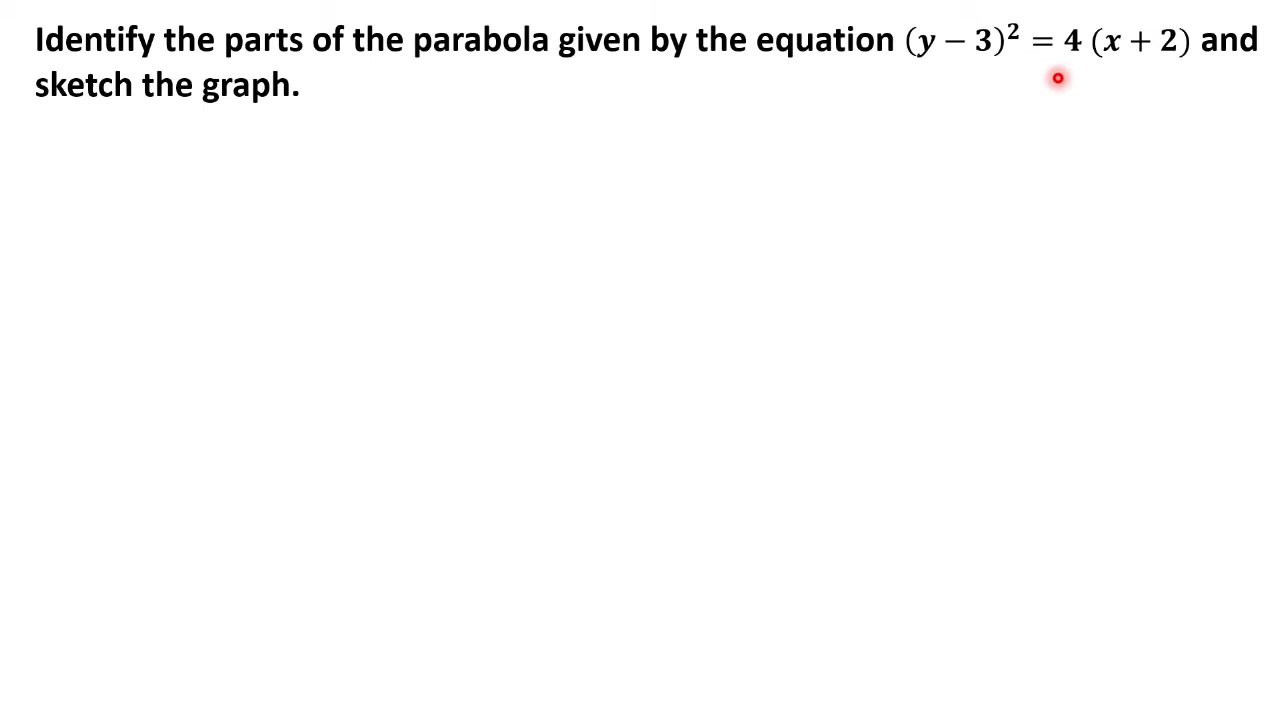 Identify the parts of the parabola given by the equation (y − 3)² = 4 (x + 2) and
sketch the graph.